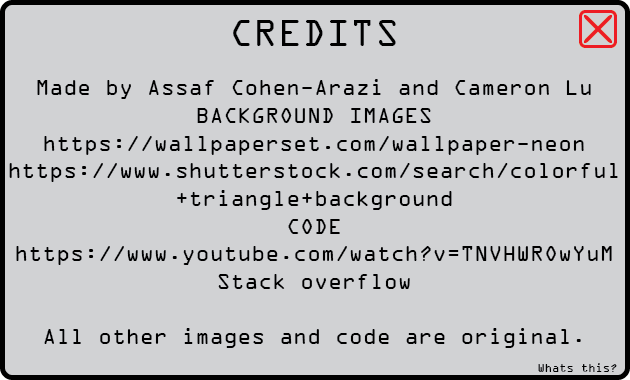 CREDITS
Made by Assaf Cohen-Arazi and Cameron Lu
BACKGROUND IMAGES
https://wallpaperset.com/wallpaper-neon
https://www.shutterstock.com/search/colorful
+triangle+background
CODE
https://www.youtube.com/watch?v=TNVHWROwYuM
Stack overflow
All other images and code are original.
Whats this?